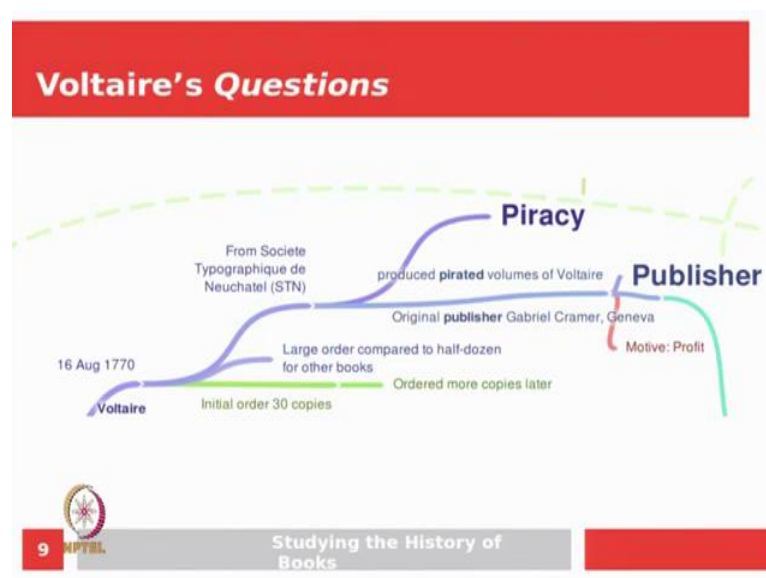 Voltaire's Questions
Piracy
From Societe
Typographique de
Neuchatel (STN)
produced pirated volumes of Voltaire
Publisher
Original publisher Gabriel Cramer, Geneva
Motive: Profit
Large order compared to half-dozen
for other books
16 Aug 1770
Ordered more copies later
Initial order 30 copies
Voltaire
9
NPTEL
Studying the History of
Books